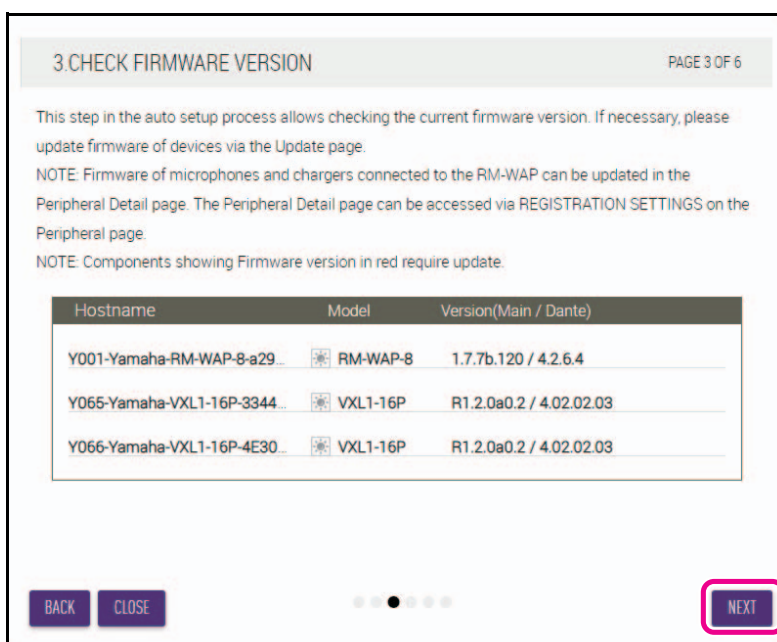 3.CHECK FIRMWARE VERSION PAGE 3 OF 6
This step in the auto setup process allows checking the current firmware version. If necessary, please
update firmware of devices via the Update page.
NOTE: Firmware of microphones and chargers connected to the RM-WAP can be updated in the
Peripheral Detail page. The Peripheral Detail page can be accessed via REGISTRATION SETTINGS on the
Peripheral page.
NOTE: Components showing Firmware version in red require update.
Hostname Model Version(Main / Dante)
Y001-Yamaha-RM-WAP-8-a29... RM-WAP-8 1.7.7b.120 / 4.2.6.4
Y065-Yamaha-VXL1-16P-3344... VXL1-16P R1.2.0a0.2 / 4.02.02.03
Y066-Yamaha-VXL1-16P-4E30... VXL1-16P R1.2.0a0.2 / 4.02.02.03
BACK CLOSE NEXT